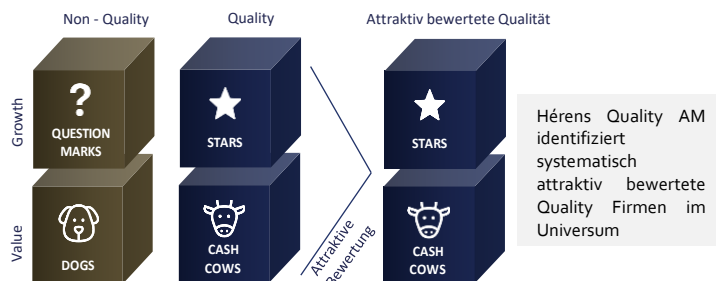 Non - Quality
Quality
Attraktiv bewertete Qualität
Growth
?
QUESTION
MARKS
STARS
STARS
Value
DOGS
CASH
COWS
Attraktive
Bewertung
CASH
COWS
Hérens Quality AM
identifiziert
systematisch
attraktiv bewertete
Quality Firmen im
Universum